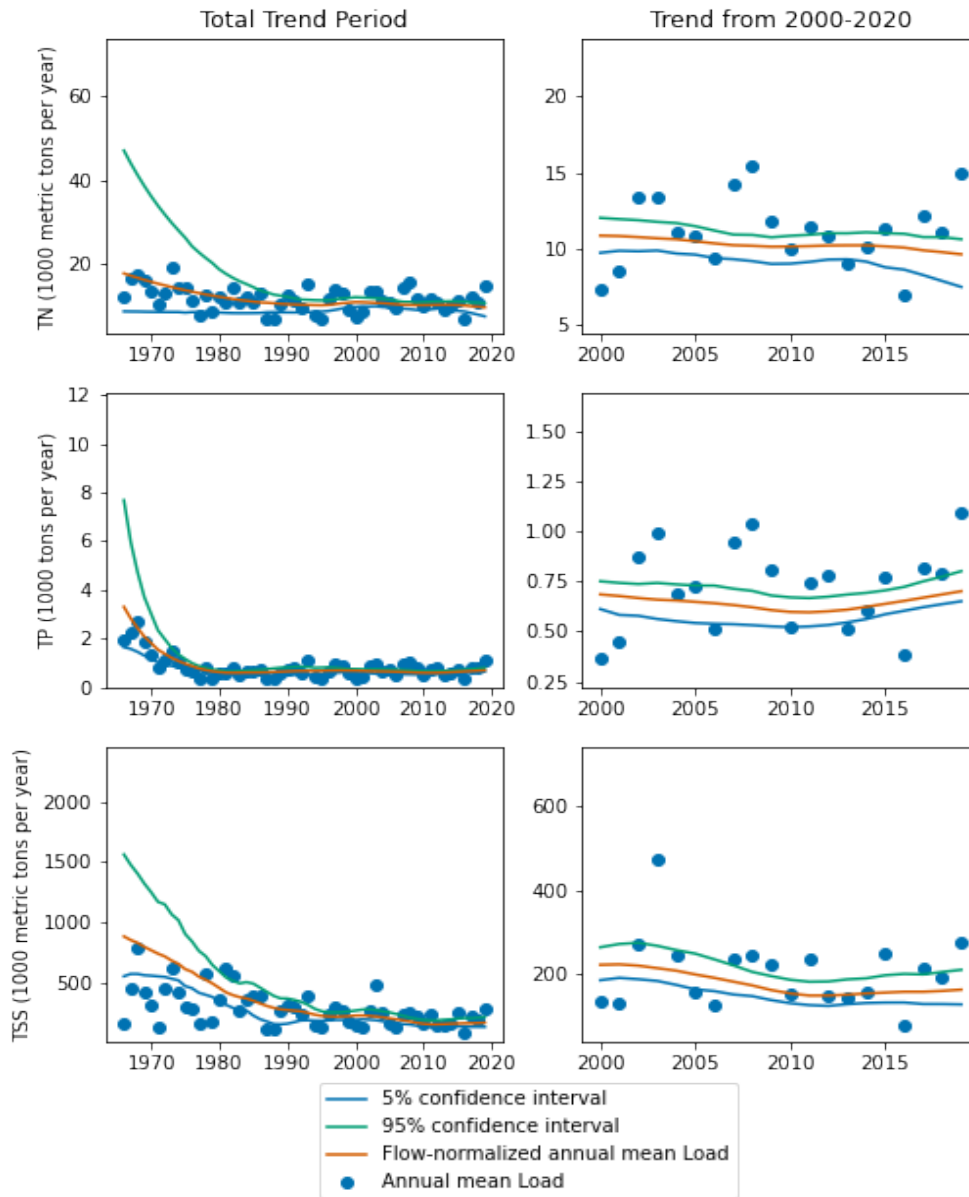 Total Trend Period
Trend from 2000-2020
TN (1000 metric tons per year)
60
40
20
1970 1980 1990 2000 2010 2020
20
15
10
5
2000 2005 2010 2015
TP (1000 tons per year)
12
10
8
6
4
2
0
1970 1980 1990 2000 2010 2020
1.50
1.25
1.00
0.75
0.50
0.25
2000 2005 2010 2015
TSS (1000 metric tons per year)
2000
1500
1000
500
1970 1980 1990 2000 2010 2020
600
400
200
2000 2005 2010 2015
5% confidence interval
95% confidence interval
Flow-normalized annual mean Load
Annual mean Load